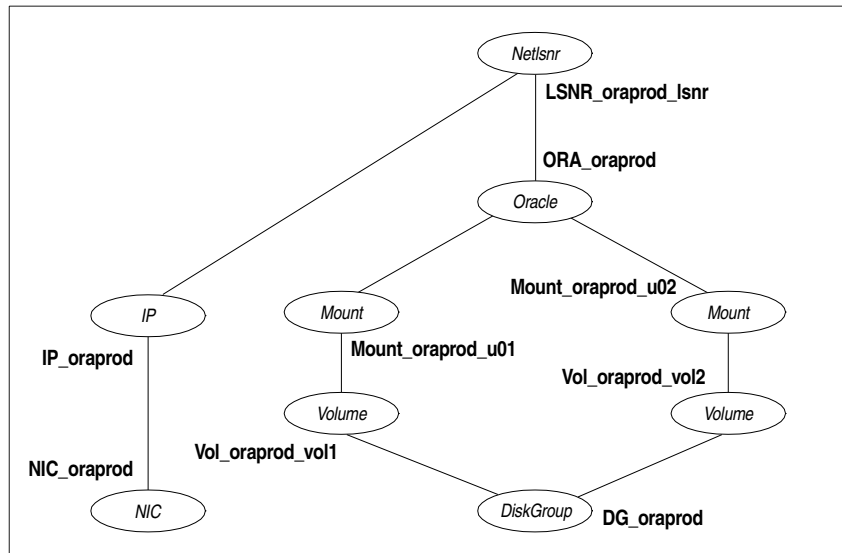 Netlsnr
LSNR_oraprod_lsnr
ORA_oraprod
Oracle
Mount_oraprod_u02
IP
Mount
Mount
IP_oraprod
Mount_oraprod_u01
Vol_oraprod_vol2
Volume
Volume
Vol_oraprod_vol1
NIC_oraprod
NIC
DiskGroup
DG_oraprod